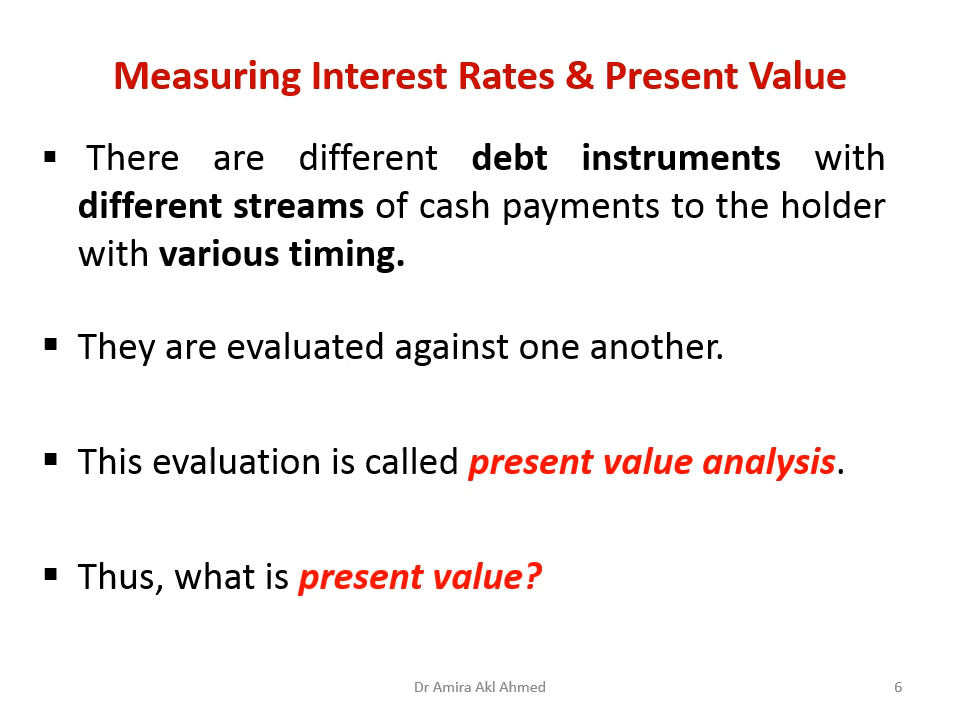 Measuring Interest Rates & Present Value
▪ There are different debt instruments with
different streams of cash payments to the holder
with various timing.
▪ They are evaluated against one another.
▪ This evaluation is called present value analysis.
▪ Thus, what is present value?
Dr Amira Akl Ahmed
6